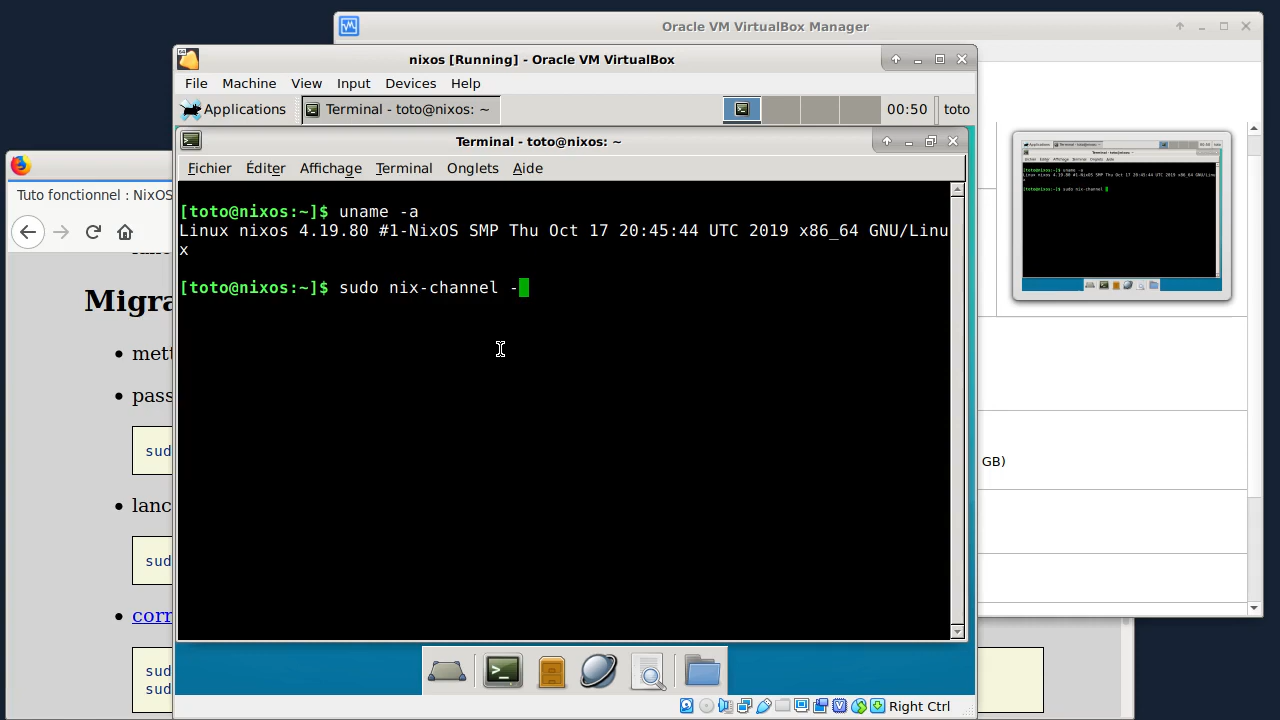 Oracle VM VirtualBox Manager
nixos [Running] - Oracle VM VirtualBox
File Machine View Input Devices Help
Applications Terminal - toto@nixos: ~ 00:50 toto
Terminal - toto@nixos: ~
Fichier Éditer Affichage Terminal Onglets Aide
[toto@nixos:~]$ uname -a
Linux nixos 4.19.80 #1-NixOS SMP Thu Oct 17 20:45:44 UTC 2019 x86_64 GNU/Linu
x
[toto@nixos:~]$ sudo nix-channel -
Right Ctrl
Tuto fonctionnel : NixOS
Migra
mett
pass
sud
lanc
sud
corr
sud
sud
GB)